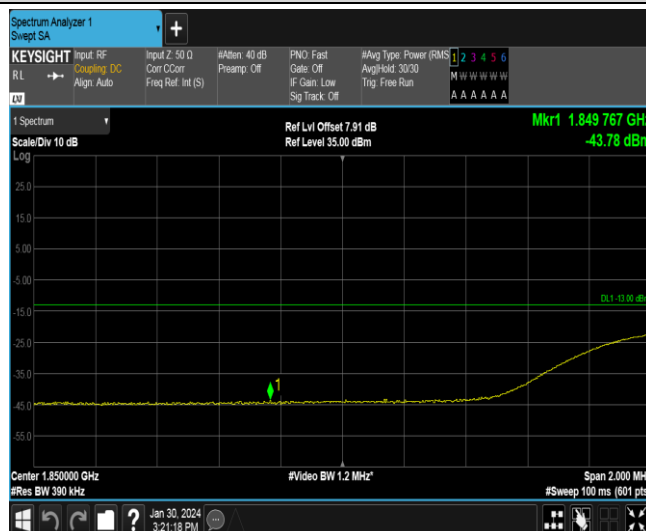 Spectrum Analyzer 1
Swept SA
+
KEYSIGHT Input: RF Input Z: 50 Ω #Atten: 40 dB PNO: Fast #Avg Type: Power (RMS 1 2 3 4 5 6
RL Coupling: DC Corr CCorr Preamp: Off Gate: Off Avg|Hold: 30/30 M W W W W W
Align: Auto Freq Ref: Int (S) IF Gain: Low Trig: Free Run
Sig Track: Off A A A A A A
LXI
1 Spectrum Ref Lvl Offset 7.91 dB Mkr1 1.849 767 GHz
Scale/Div 10 dB Ref Level 35.00 dBm -43.78 dBm
Log
25.0
15.0
5.00
-5.00
DL1 -13.00 dBm
-15.0
-25.0
-35.0
1
-45.0
-55.0
Center 1.850000 GHz #Video BW 1.2 MHz* Span 2.000 MH
#Res BW 390 kHz #Sweep 100 ms (601 pts
? Jan 30, 2024
3:21:18 PM